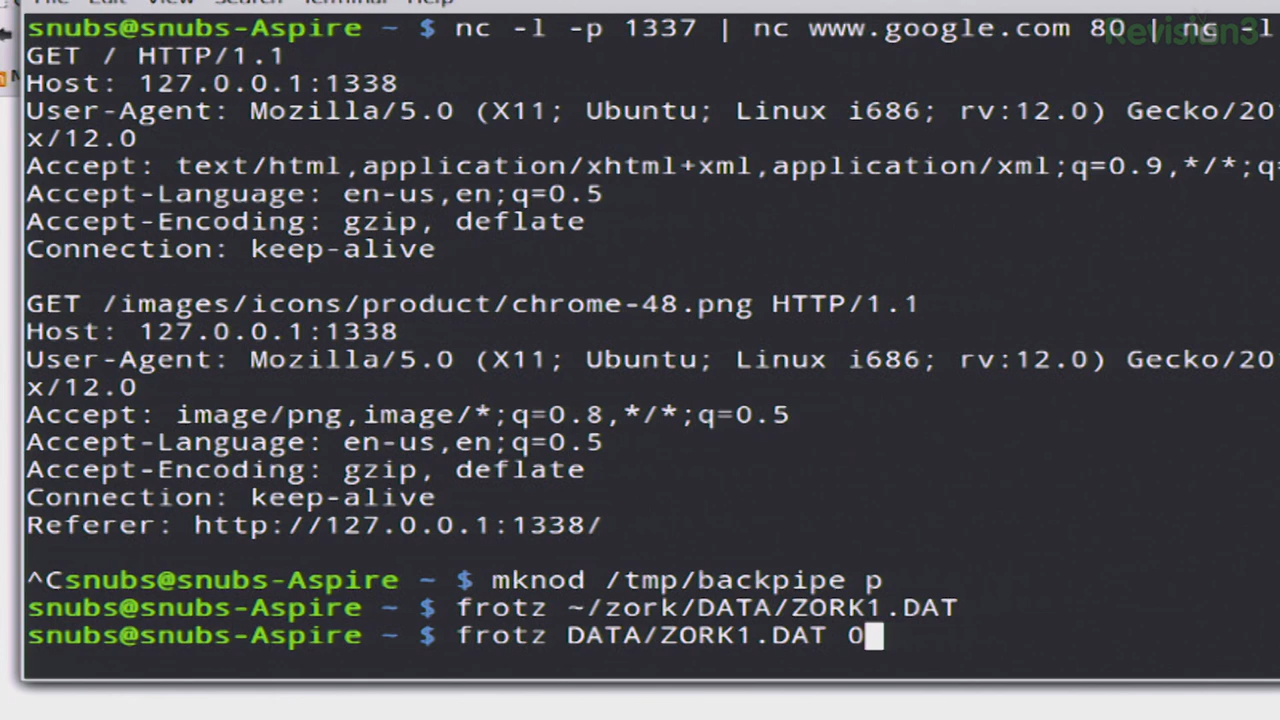 File Edit View Search Terminal Help
snubs@snubs-Aspire ~ $ nc -l -p 1337 | nc www.google.com 80 | nc -l
Revision3
GET / HTTP/1.1
Host: 127.0.0.1:1338
User-Agent: Mozilla/5.0 (X11; Ubuntu; Linux i686; rv:12.0) Gecko/20
x/12.0
Accept: text/html,application/xhtml+xml,application/xml;q=0.9,*/*;q=
Accept-Language: en-us,en;q=0.5
Accept-Encoding: gzip, deflate
Connection: keep-alive
GET /images/icons/product/chrome-48.png HTTP/1.1
Host: 127.0.0.1:1338
User-Agent: Mozilla/5.0 (X11; Ubuntu; Linux i686; rv:12.0) Gecko/20
x/12.0
Accept: image/png,image/*;q=0.8,*/*;q=0.5
Accept-Language: en-us,en;q=0.5
Accept-Encoding: gzip, deflate
Connection: keep-alive
Referer: http://127.0.0.1:1338/
^Csnubs@snubs-Aspire ~ $ mknod /tmp/backpipe p
snubs@snubs-Aspire ~ $ frotz ~/zork/DATA/ZORK1.DAT
snubs@snubs-Aspire ~ $ frotz DATA/ZORK1.DAT 0